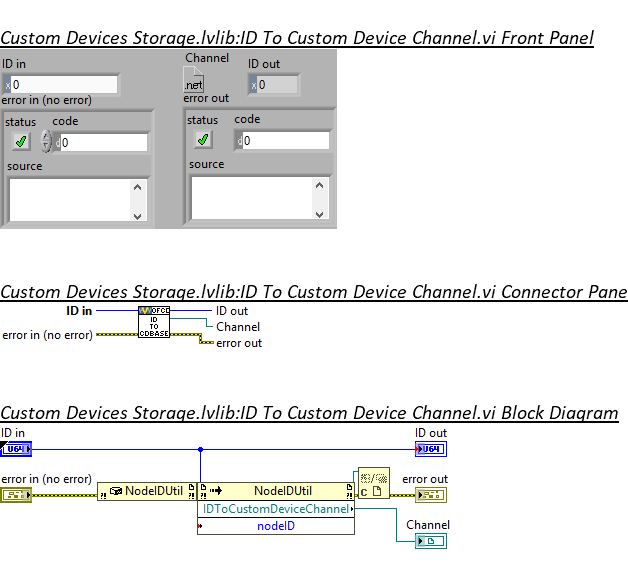 Custom Devices Storage.lvlib:ID To Custom Device Channel.vi Front Panel
ID in
x 0
error in (no error)
status code
d 0
source
Channel
.net
ID out
x 0
error out
status code
d 0
source
Custom Devices Storage.lvlib:ID To Custom Device Channel.vi Connector Pane
ID in
error in (no error)
ID
TO
CDBASE
ID out
Channel
error out
Custom Devices Storage.lvlib:ID To Custom Device Channel.vi Block Diagram
ID in
U64
error in (no error)
NodeIDUtil
NodeIDUtil
IDToCustomDeviceChannel
nodeID
ID out
U64
error out
Channel